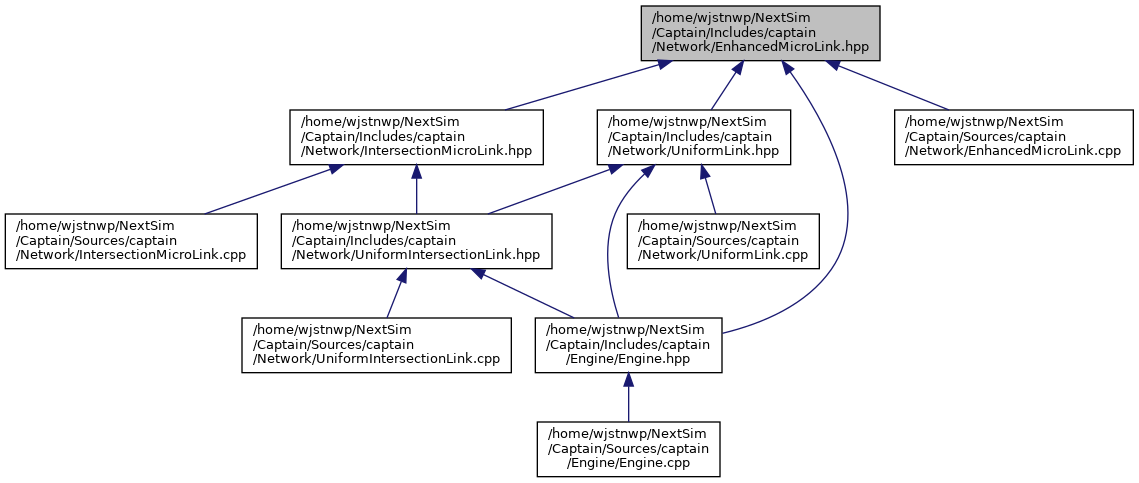 /home/wjstnwp/NextSim
/Captain/Includes/captain
/Network/EnhancedMicroLink.hpp
/home/wjstnwp/NextSim
/Captain/Includes/captain
/Network/IntersectionMicroLink.hpp
/home/wjstnwp/NextSim
/Captain/Includes/captain
/Network/UniformLink.hpp
/home/wjstnwp/NextSim
/Captain/Sources/captain
/Network/EnhancedMicroLink.cpp
/home/wjstnwp/NextSim
/Captain/Sources/captain
/Network/IntersectionMicroLink.cpp
/home/wjstnwp/NextSim
/Captain/Includes/captain
/Network/UniformIntersectionLink.hpp
/home/wjstnwp/NextSim
/Captain/Sources/captain
/Network/UniformLink.cpp
/home/wjstnwp/NextSim
/Captain/Sources/captain
/Network/UniformIntersectionLink.cpp
/home/wjstnwp/NextSim
/Captain/Includes/captain
/Engine/Engine.hpp
/home/wjstnwp/NextSim
/Captain/Sources/captain
/Engine/Engine.cpp